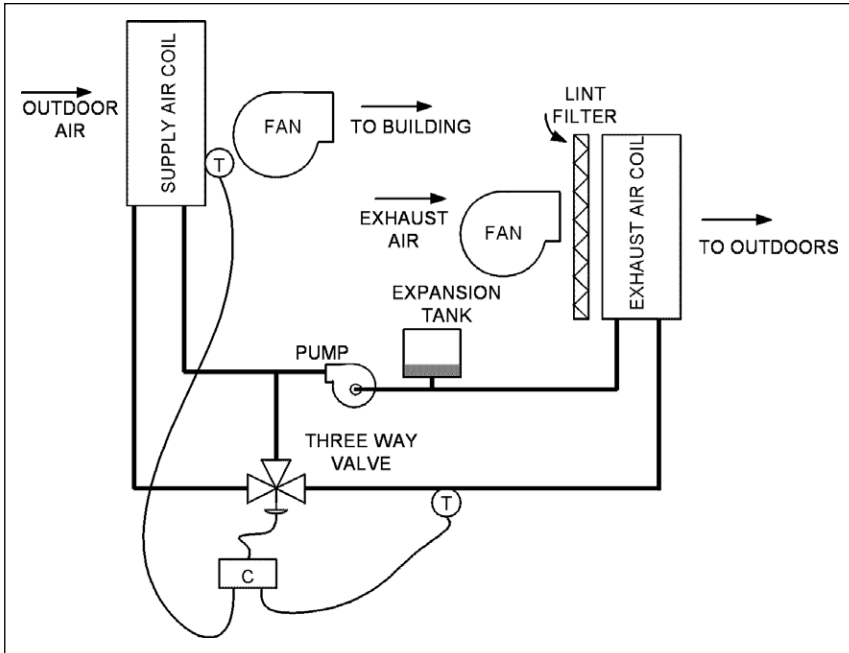 OUTDOOR
AIR
SUPPLY AIR COIL
FAN
T
TO BUILDING
LINT
FILTER
EXHAUST
AIR
FAN
EXHAUST AIR COIL
TO OUTDOORS
EXPANSION
TANK
PUMP
THREE WAY
VALVE
T
C